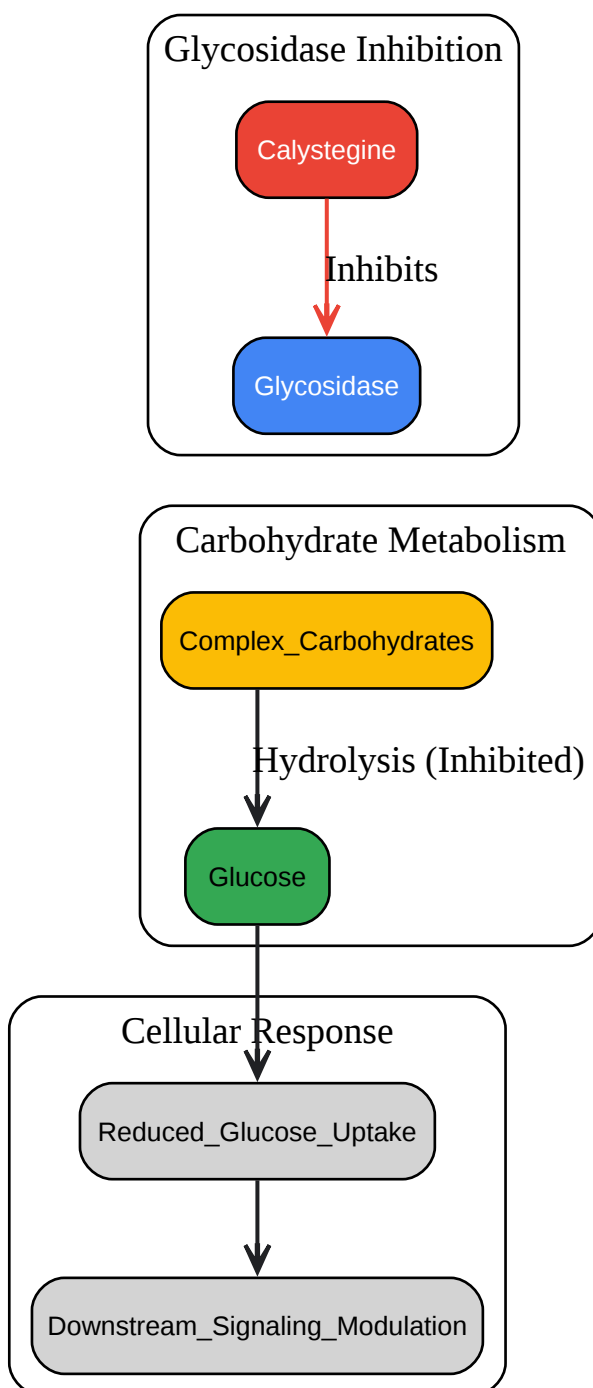 Glycosidase Inhibition
Calystegine
Inhibits
Glycosidase
Carbohydrate Metabolism
Complex_Carbohydrates
Hydrolysis (Inhibited)
Glucose
Cellular Response
Reduced_Glucose_Uptake
Downstream_Signaling_Modulation